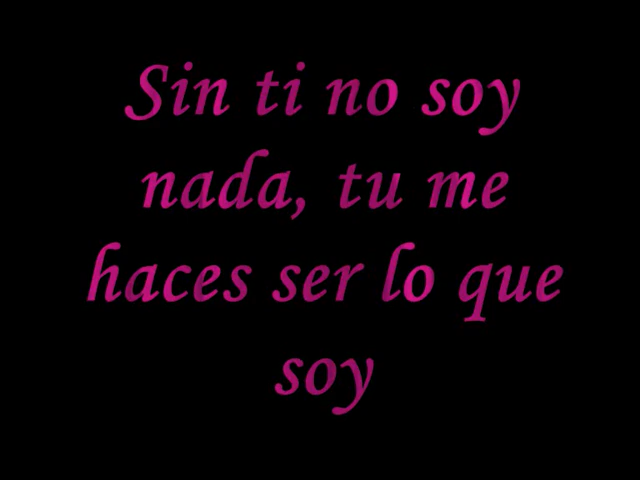 Sin ti no soy
nada, tu me
haces ser lo que
soy